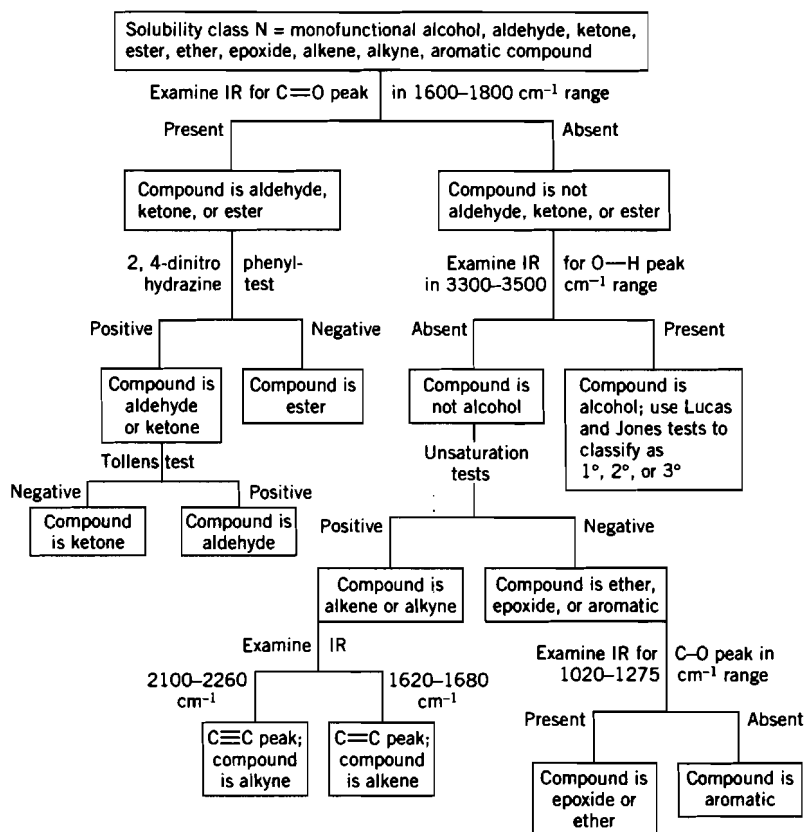 Solubility class N = monofunctional alcohol, aldehyde, ketone,
ester, ether, epoxide, alkene, alkyne, aromatic compound
Examine IR for C=O peak in 1600–1800 cm⁻¹ range
Present
Absent
Compound is aldehyde,
ketone, or ester
Compound is not
aldehyde, ketone, or ester
2, 4-dinitro phenyl-
hydrazine test
Examine IR for O—H peak
in 3300–3500 cm⁻¹ range
Positive
Negative
Absent
Present
Compound is
aldehyde
or ketone
Compound is
ester
Compound is
not alcohol
Compound is
alcohol; use Lucas
and Jones tests to
classify as
1°, 2°, or 3°
Tollens test
Unsaturation
tests
Negative
Positive
Compound
is ketone
Compound is
aldehyde
Positive
Negative
Compound is
alkene or alkyne
Compound is ether,
epoxide, or aromatic
Examine IR
Examine IR for C–O peak in
1020–1275 cm⁻¹ range
2100–2260
cm⁻¹
1620–1680
cm⁻¹
Present
Absent
C≡C peak;
compound
is alkyne
C=C peak;
compound
is alkene
Compound is
epoxide or
ether
Compound is
aromatic